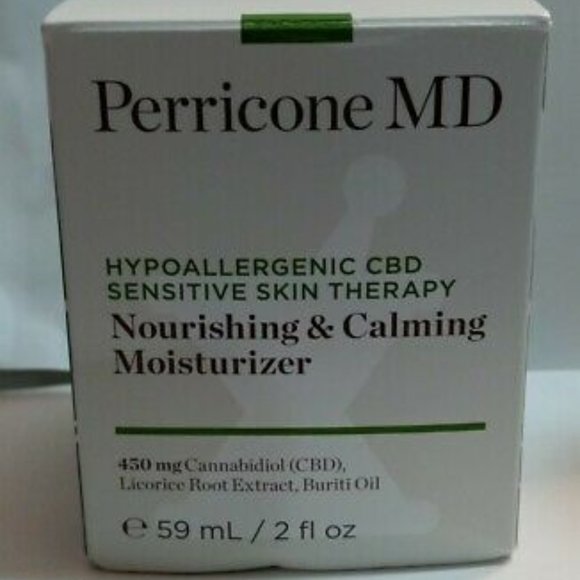 Perricone MD
HYPOALLERGENIC CBD
SENSITIVE SKIN THERAPY
Nourishing & Calming
Moisturizer
450 mg Cannabidiol (CBD),
Licorice Root Extract, Buriti Oil
℮ 59 mL / 2 fl oz